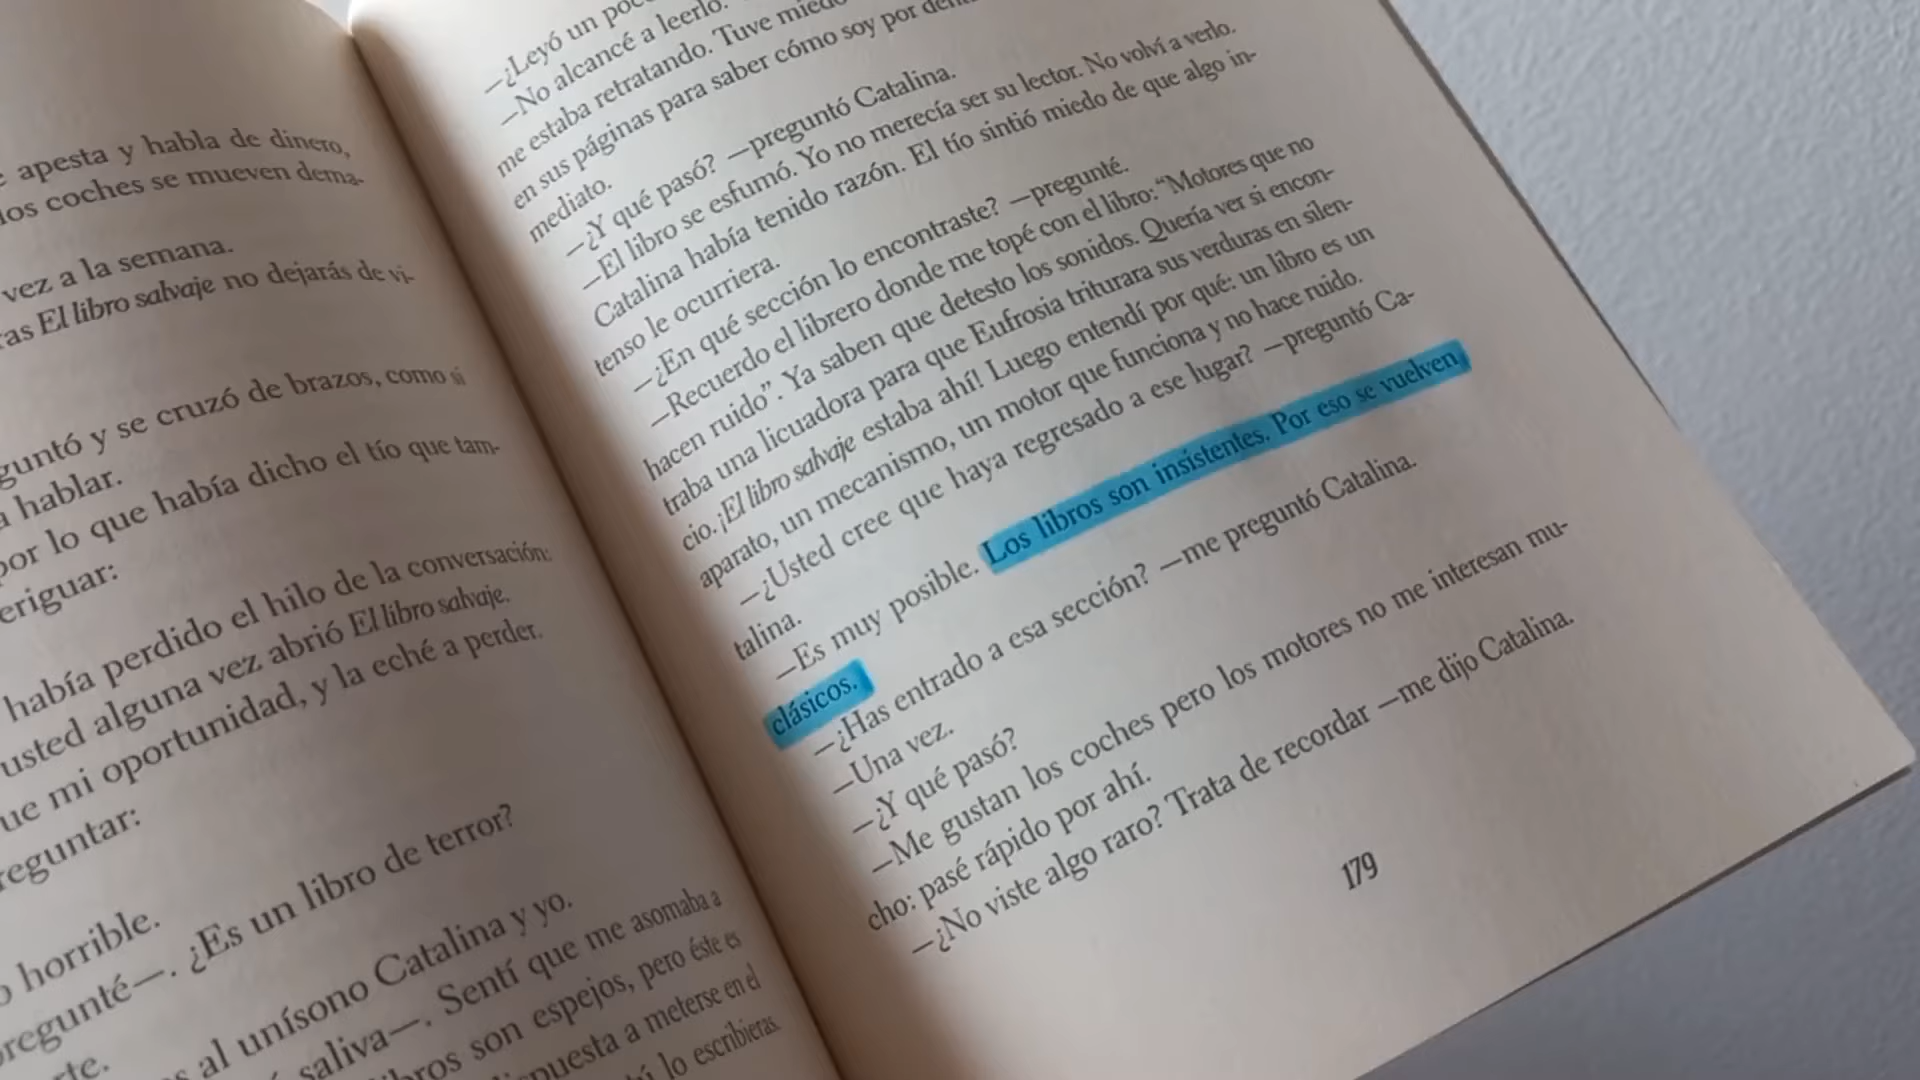 apesta y habla de dinero,
los coches se mueven dema-
vez a la semana.
El libro salvaje no dejarás de vi-
y se cruzó de brazos, como si
hablar.
por lo que había dicho el tío que tam-
había perdido el hilo de la conversación:
usted alguna vez abrió El libro salvaje.
mi oportunidad, y la eché a perder.
horrible.
¿Es un libro de terror?
al unísono Catalina y yo.
saliva—. Sentí que me asomaba a
son espejos, pero éste es
a meterse en el
lo escribieras.
—¿Leyó un
—No alcancé a leerlo.
me estaba retratando. Tuve miedo
en sus páginas para saber cómo soy por
mediato.
—¿Y qué pasó? —preguntó Catalina.
—El libro se esfumó. Yo no merecía ser su lector. No volví a verlo.
Catalina había tenido razón. El tío sintió miedo de que algo in-
tenso le ocurriera.
—¿En qué sección lo encontraste? —pregunté.
—Recuerdo el librero donde me topé con el libro: “Motores que no
hacen ruido”. Ya saben que detesto los sonidos. Quería ver si encon-
traba una licuadora para que Eufrosia triturara sus verduras en silen-
cio. ¡El libro salvaje estaba ahí! Luego entendí por qué: un libro es un
aparato, un mecanismo, un motor que funciona y no hace ruido.
—¿Usted cree que haya regresado a ese lugar? —preguntó Ca-
talina.
—Es muy posible. Los libros son insistentes. Por eso se vuelven
clásicos.
—¿Has entrado a esa sección? —me preguntó Catalina.
—Una vez.
—¿Y qué pasó?
—Me gustan los coches pero los motores no me interesan mu-
cho: pasé rápido por ahí.
—¿No viste algo raro? Trata de recordar —me dijo Catalina.
179